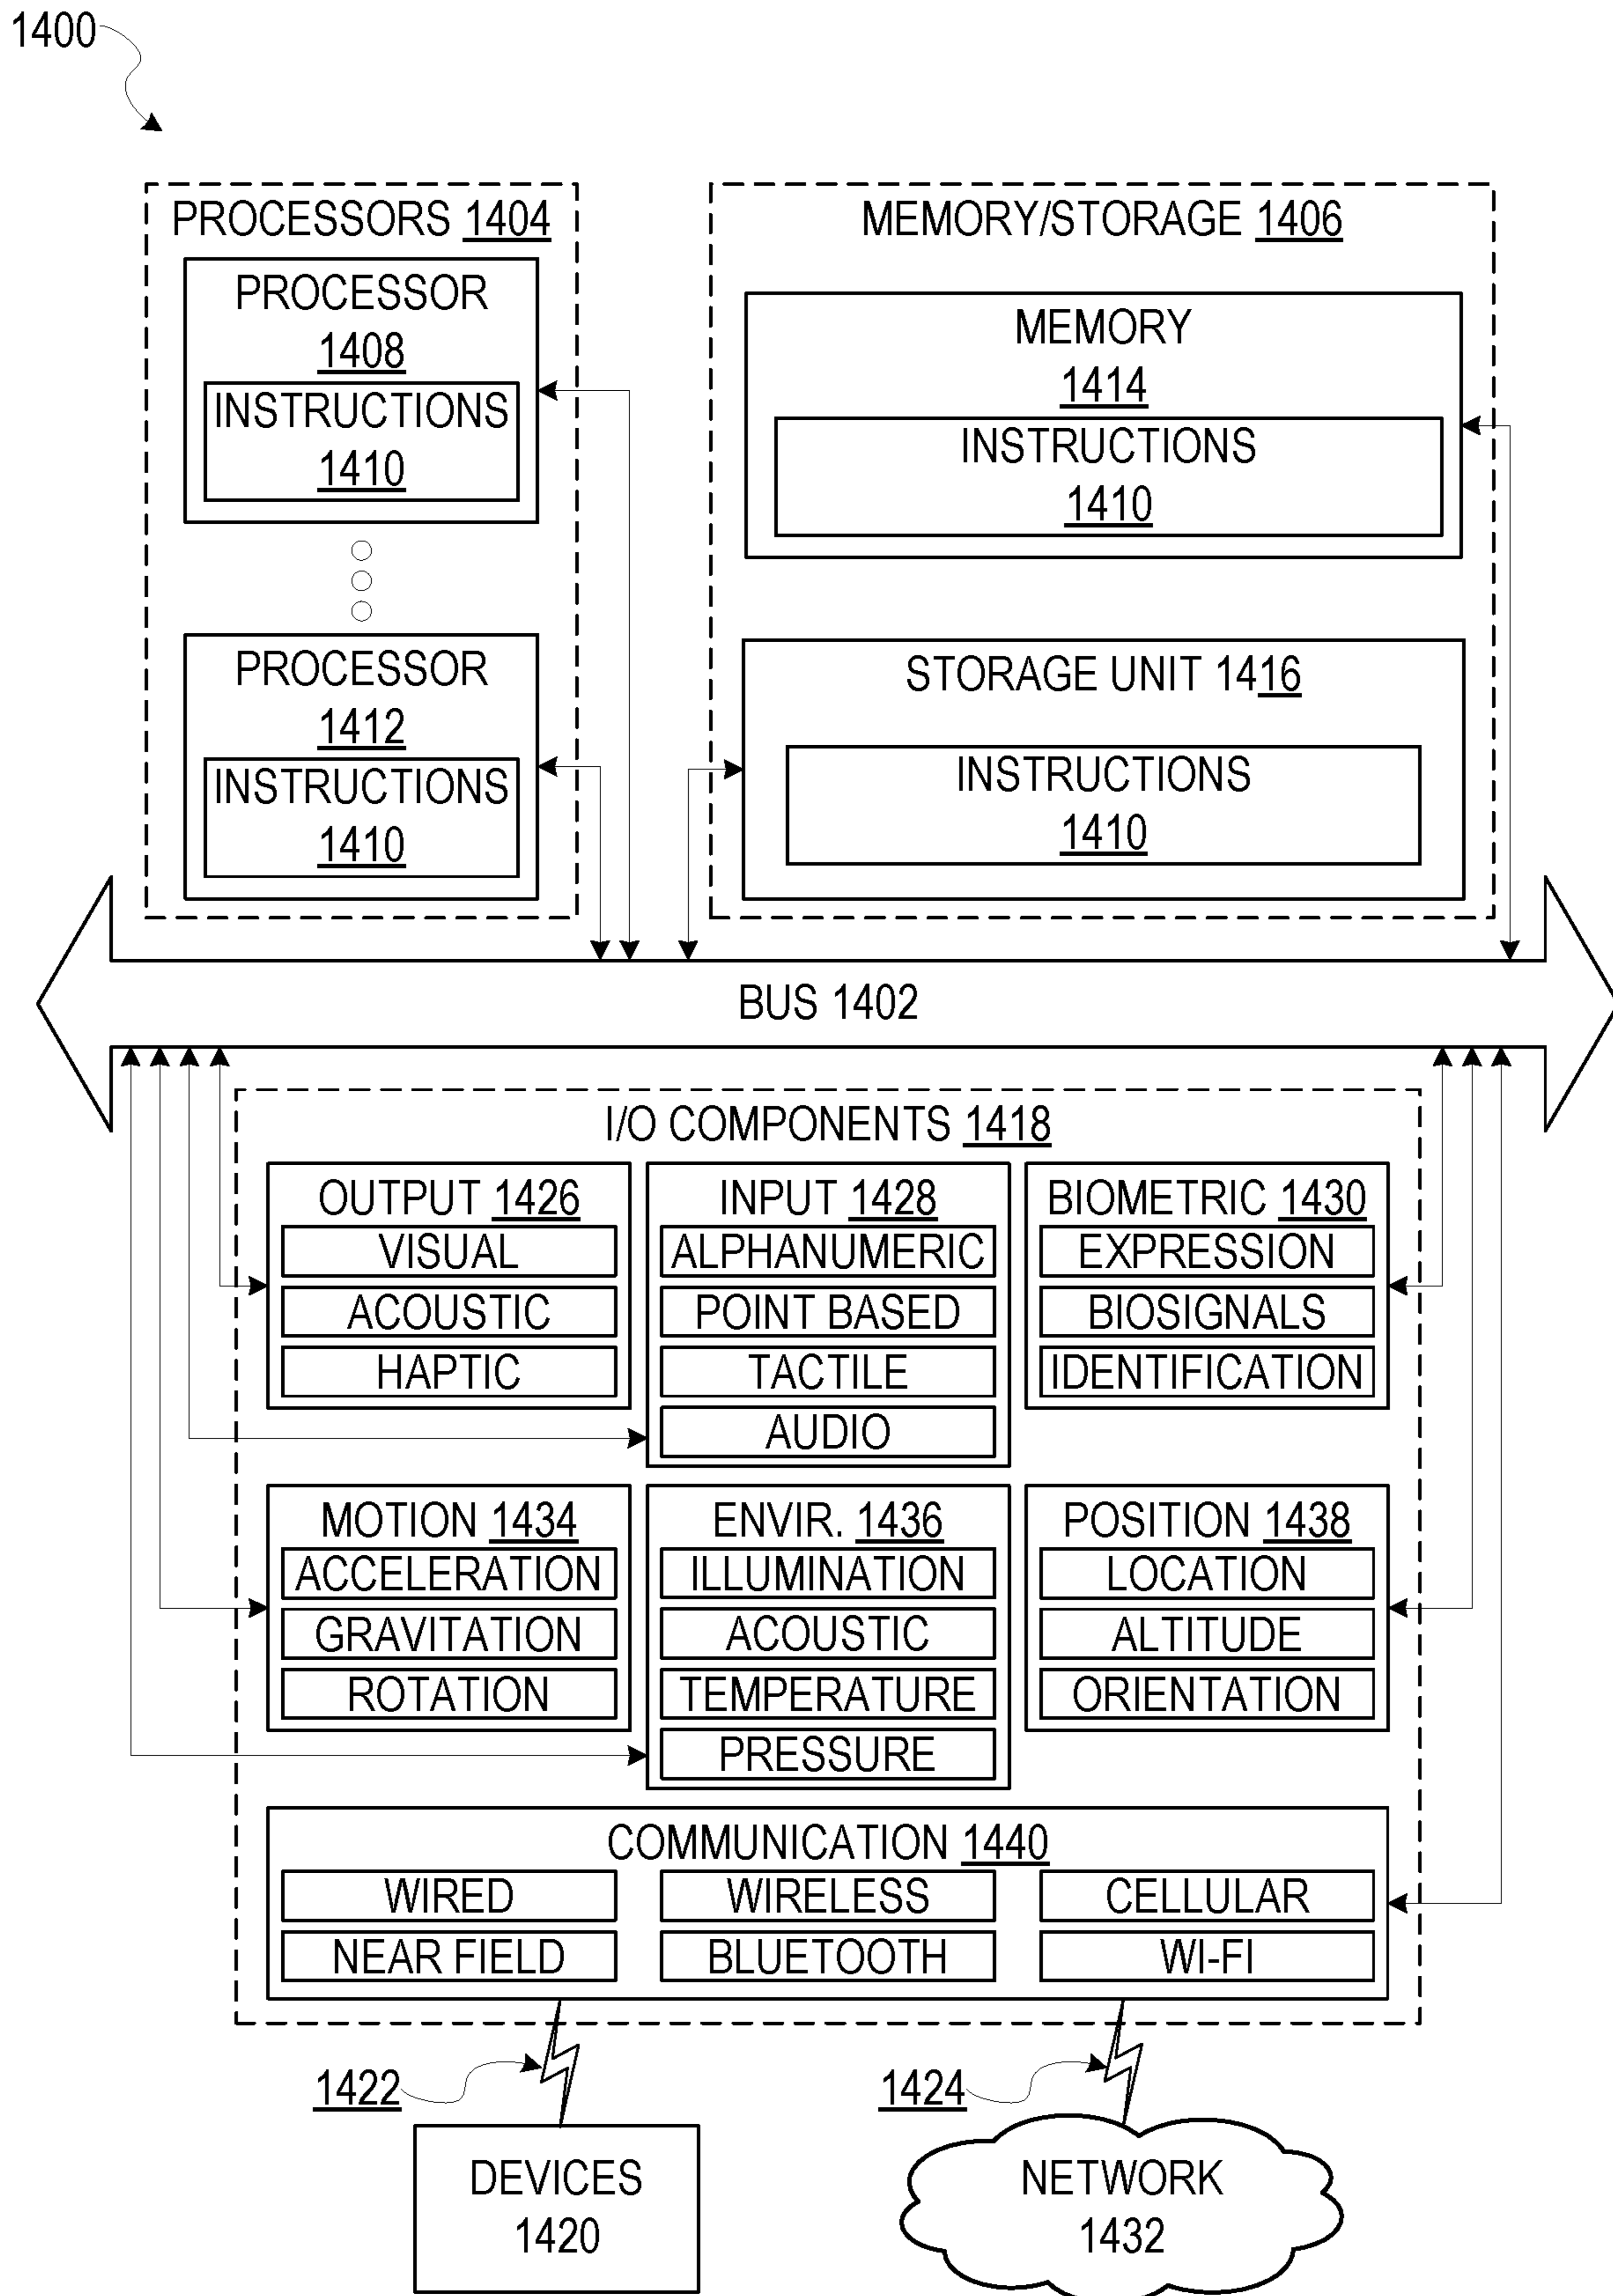 1400
PROCESSORS 1404
PROCESSOR
1408
INSTRUCTIONS
1410
PROCESSOR
1412
INSTRUCTIONS
1410
MEMORY/STORAGE 1406
MEMORY
1414
INSTRUCTIONS
1410
STORAGE UNIT 1416
INSTRUCTIONS
1410
BUS 1402
I/O COMPONENTS 1418
OUTPUT 1426
VISUAL
ACOUSTIC
HAPTIC
INPUT 1428
ALPHANUMERIC
POINT BASED
TACTILE
AUDIO
BIOMETRIC 1430
EXPRESSION
BIOSIGNALS
IDENTIFICATION
MOTION 1434
ACCELERATION
GRAVITATION
ROTATION
ENVIR. 1436
ILLUMINATION
ACOUSTIC
TEMPERATURE
PRESSURE
POSITION 1438
LOCATION
ALTITUDE
ORIENTATION
COMMUNICATION 1440
WIRED
WIRELESS
CELLULAR
NEAR FIELD
BLUETOOTH
WI-FI
1422
1424
DEVICES
1420
NETWORK
1432